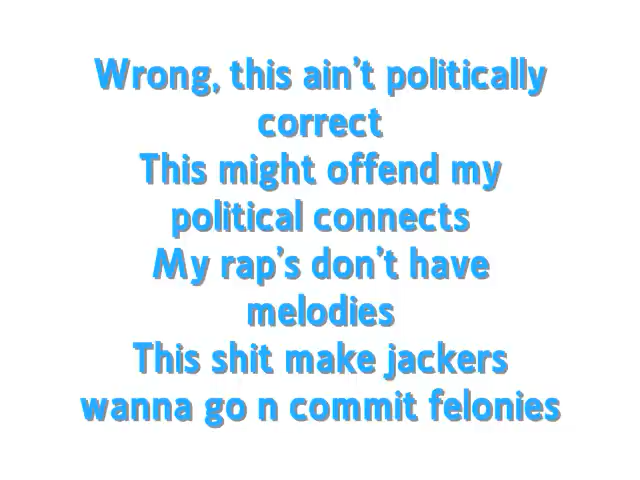 Wrong, this ain't politically
correct
This might offend my
political connects
My rap's don't have
melodies
This shit make jackers
wanna go n commit felonies